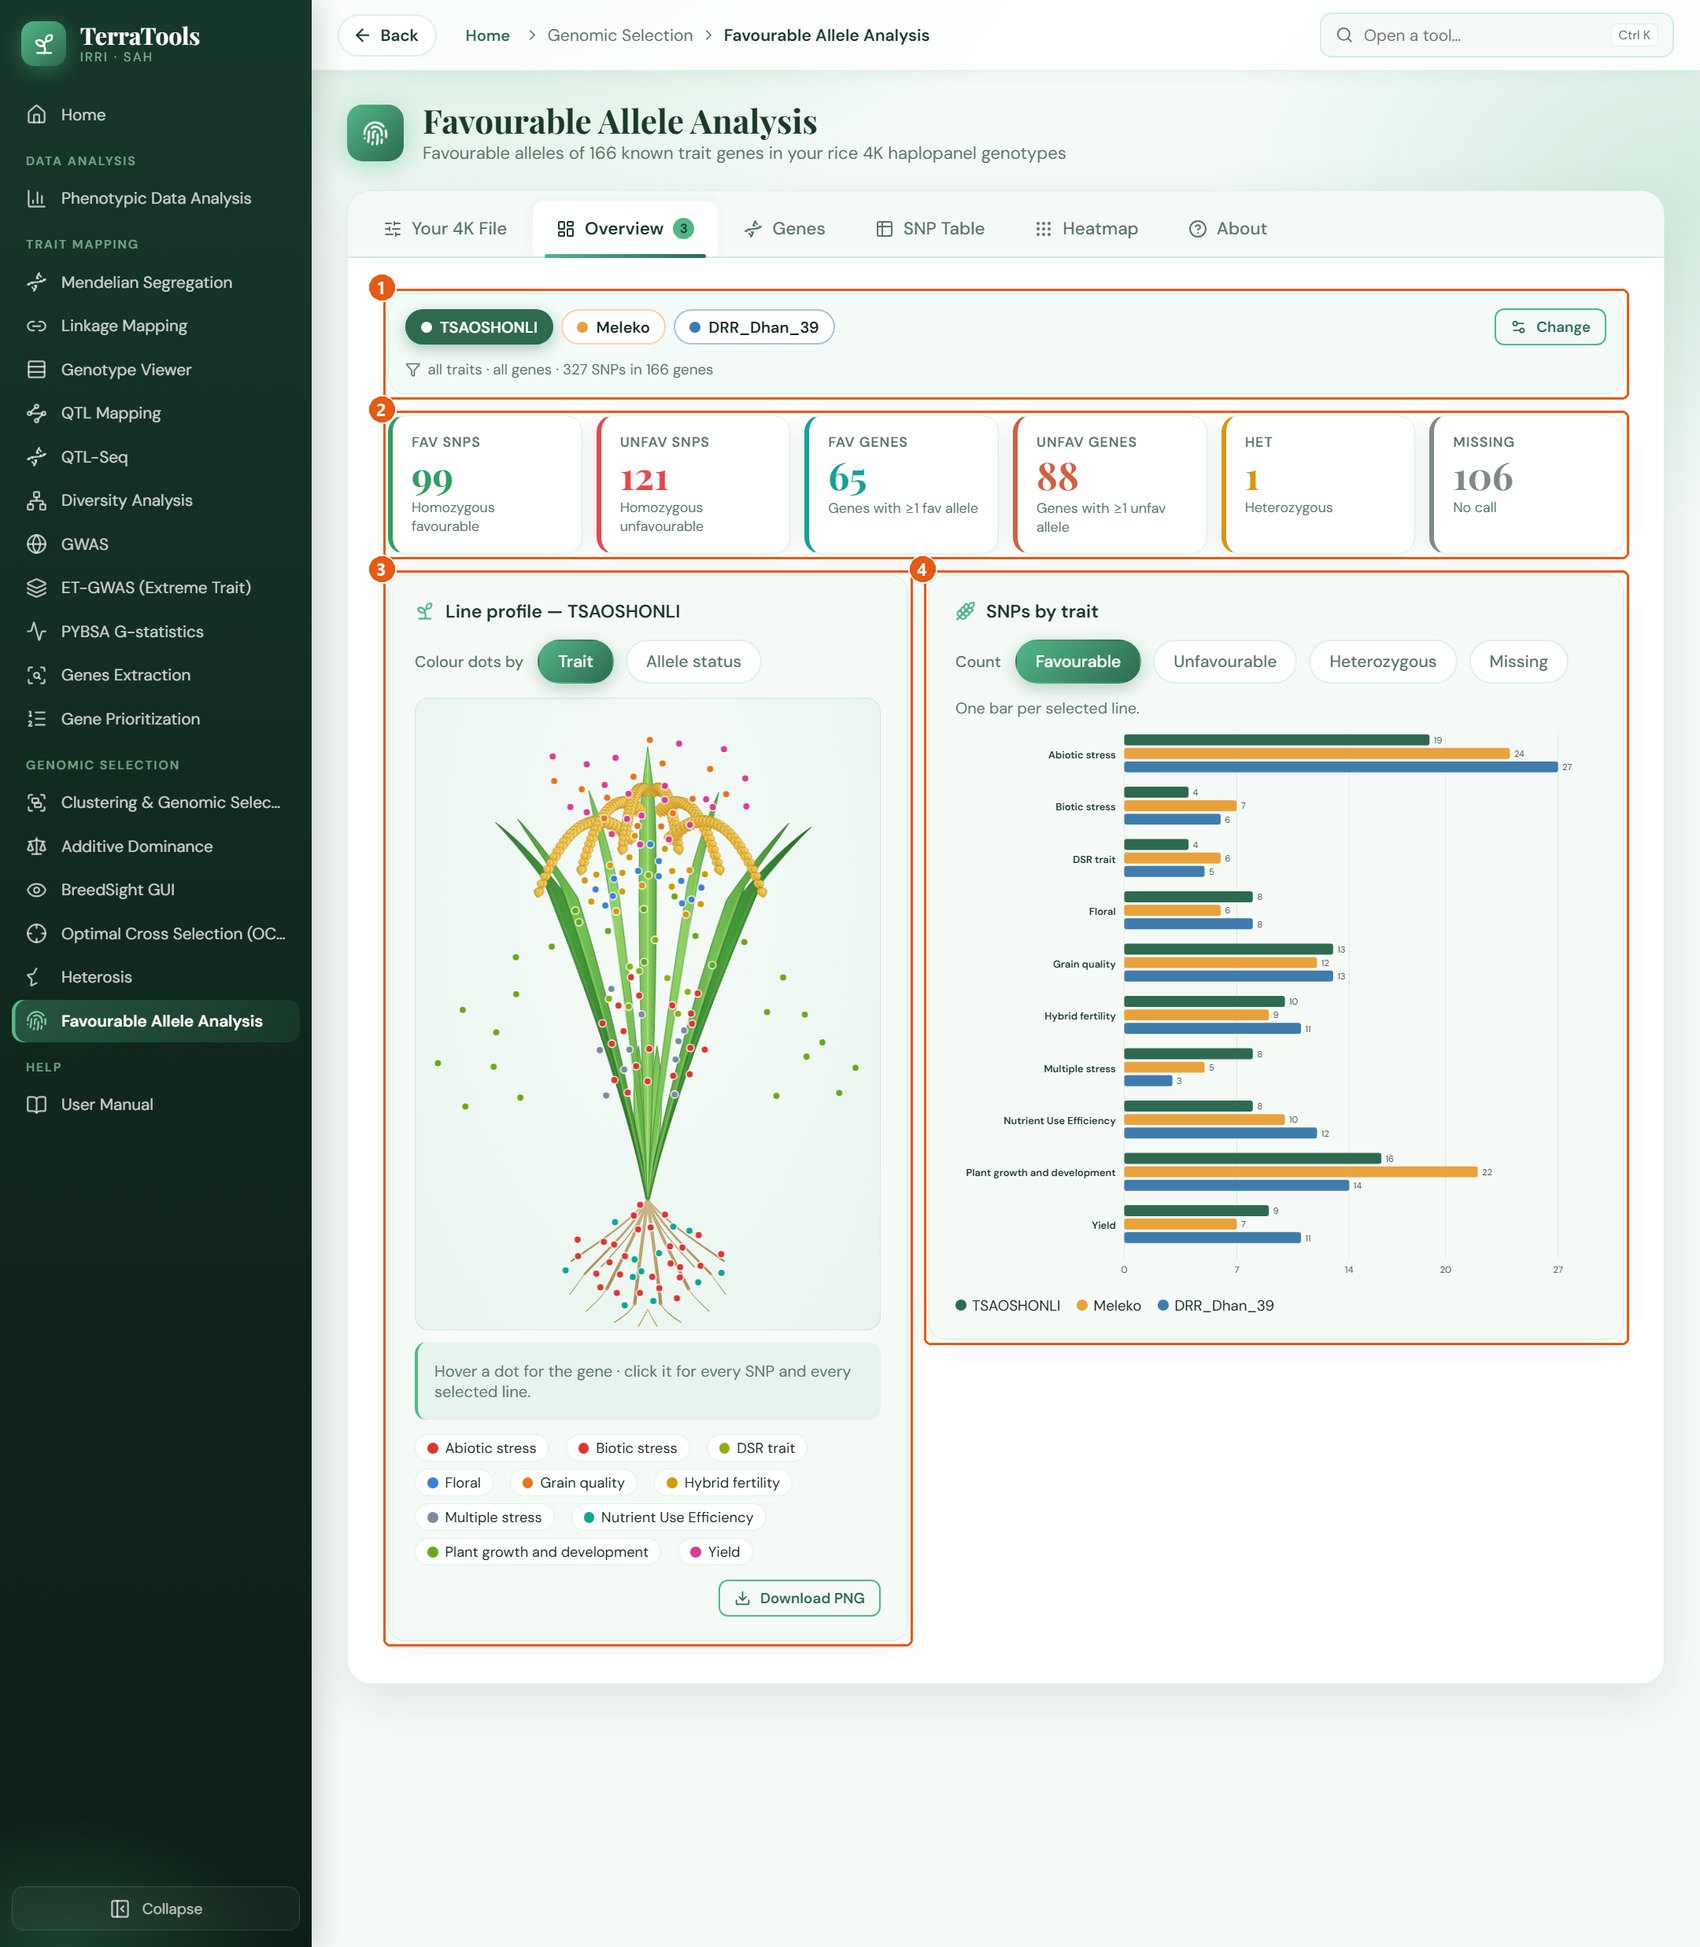 TerraTools
IRRI · SAH
Home
DATA ANALYSIS
Phenotypic Data Analysis
TRAIT MAPPING
Mendelian Segregation
Linkage Mapping
Genotype Viewer
QTL Mapping
QTL-Seq
Diversity Analysis
GWAS
ET-GWAS (Extreme Trait)
PYBSA G-statistics
Genes Extraction
Gene Prioritization
GENOMIC SELECTION
Clustering & Genomic Selec...
Additive Dominance
BreedSight GUI
Optimal Cross Selection (OC...
Heterosis
Favourable Allele Analysis
HELP
User Manual
Collapse
Back
Home > Genomic Selection > Favourable Allele Analysis
Open a tool...
Ctrl K
Favourable Allele Analysis
Favourable alleles of 166 known trait genes in your rice 4K haplopanel genotypes
Your 4K File
Overview 3
Genes
SNP Table
Heatmap
About
1
TSAOSHONLI
Meleko
DRR_Dhan_39
Change
all traits · all genes · 327 SNPs in 166 genes
2
FAV SNPS
99
Homozygous
favourable
UNFAV SNPS
121
Homozygous
unfavourable
FAV GENES
65
Genes with ≥1 fav allele
UNFAV GENES
88
Genes with ≥1 unfav
allele
HET
1
Heterozygous
MISSING
106
No call
3
Line profile — TSAOSHONLI
Colour dots by
Trait
Allele status
Hover a dot for the gene · click it for every SNP and every
selected line.
Abiotic stress
Biotic stress
DSR trait
Floral
Grain quality
Hybrid fertility
Multiple stress
Nutrient Use Efficiency
Plant growth and development
Yield
Download PNG
4
SNPs by trait
Count
Favourable
Unfavourable
Heterozygous
Missing
One bar per selected line.
Abiotic stress
19
24
27
Biotic stress
4
7
6
DSR trait
4
6
5
Floral
8
6
8
Grain quality
13
12
13
Hybrid fertility
10
9
11
Multiple stress
8
5
3
Nutrient Use Efficiency
8
10
12
Plant growth and development
16
22
14
Yield
9
7
11
0 7 14 20 27
TSAOSHONLI
Meleko
DRR_Dhan_39